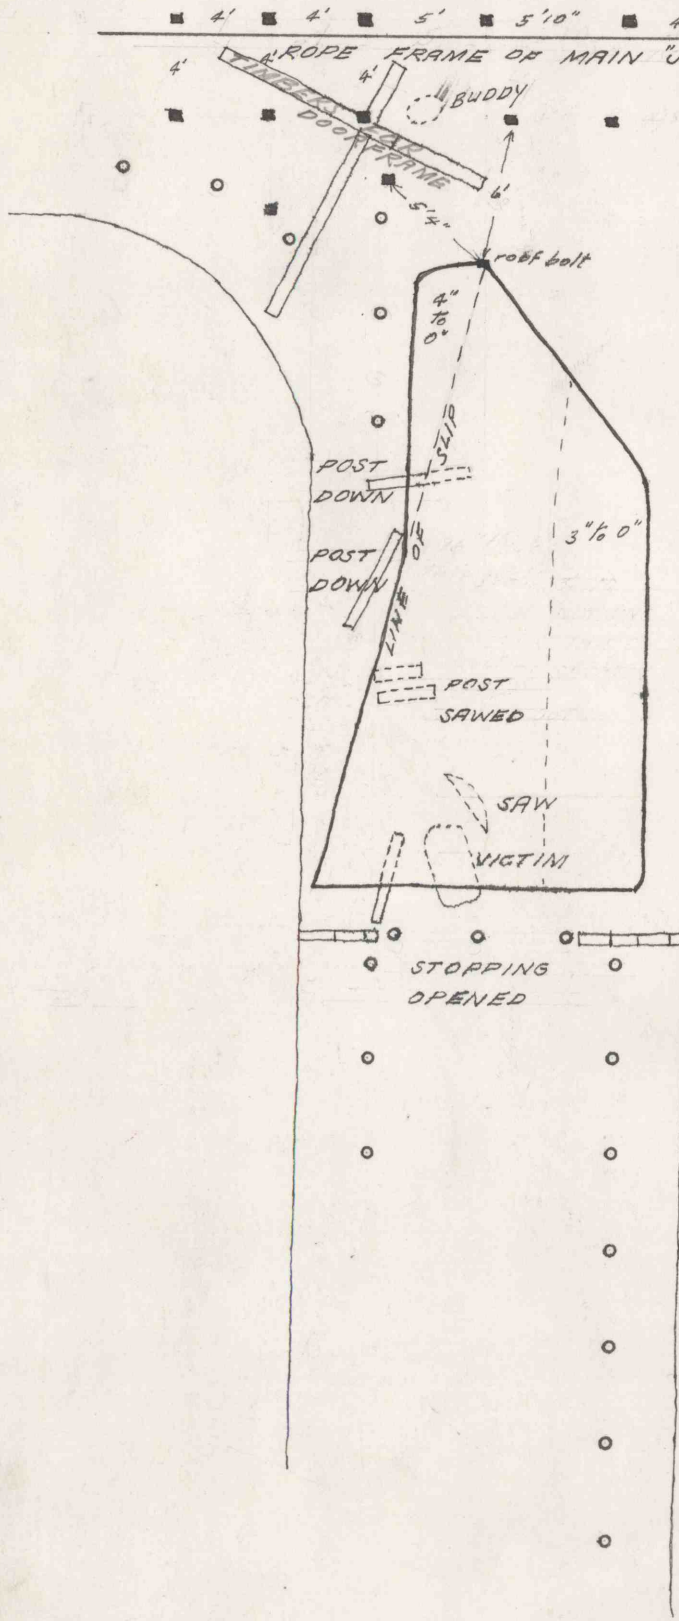 4' 4' 5' 5'10" 4
ROPE FRAME OF MAIN "J
4' 4' 4'
TIMBERS FOR
DOORFRAME
BUDDY
6'
5'4"
roof bolt
4"
to
0"
LINE OF SLIP
POST
DOWN
3" to 0"
POST
DOWN
POST
SAWED
SAW
VICTIM
STOPPING
OPENED